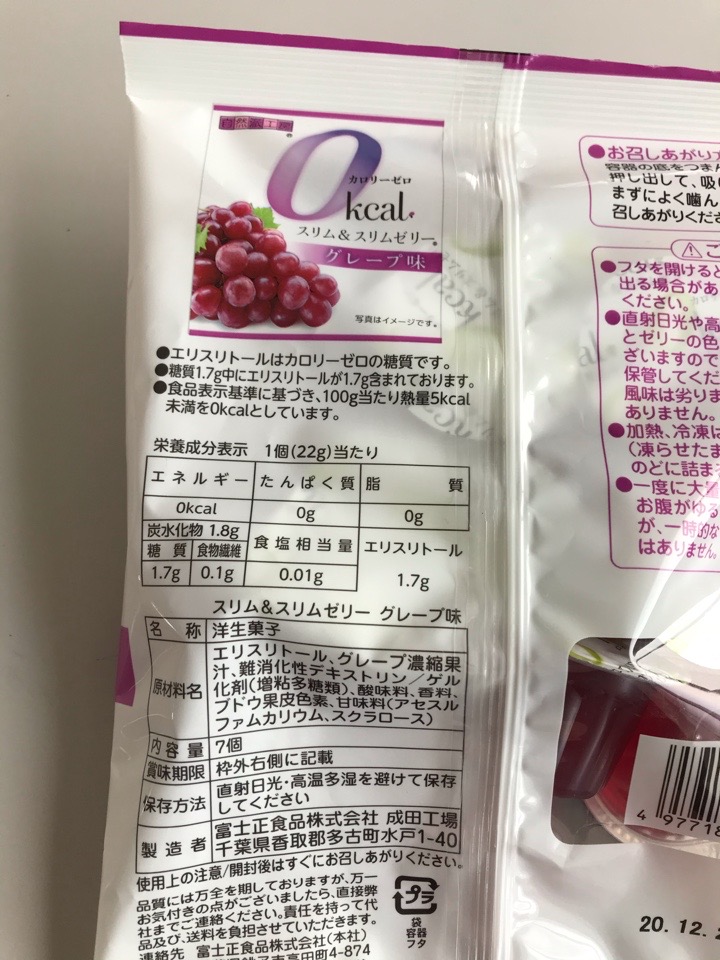 自然派工房
0
カロリーゼロ
kcal
スリム&スリムゼリー®
グレープ味
写真はイメージです。
●エリスリトールはカロリーゼロの糖質です。
●糖質1.7g中にエリスリトールが1.7g含まれております。
●食品表示基準に基づき、100g当たり熱量5kcal
未満を0kcalとしています。
栄養成分表示 1個(22g)当たり
エネルギー たんぱく質 脂質
0kcal 0g 0g
炭水化物 1.8g 食塩相当量 エリスリトール
糖質 食物繊維
1.7g 0.1g 0.01g 1.7g
スリム&スリムゼリー グレープ味
名称 洋生菓子
原材料名 エリスリトール、グレープ濃縮果
汁、難消化性デキストリン/ゲル
化剤(増粘多糖類)、酸味料、香料、
ブドウ果皮色素、甘味料(アセスル
ファムカリウム、スクラロース)
内容量 7個
賞味期限 枠外右側に記載
保存方法 直射日光・高温多湿を避けて保存
してください
製造者 富士正食品株式会社 成田工場
千葉県香取郡多古町水戸1-40
使用上の注意/開封後はすぐにお召しあがりください。
品質には万全を期しておりますが、万一
お気付きの点がございましたら、直接弊
社までご連絡ください。責任を持って代
品及び、送料を負担させていただきます。
連絡先 富士正食品株式会社(本社)
高田町4-874
プラ
袋
容器
フタ
●お召しあがり方
容器の底をつまん
押し出して、吸
まずによく噛ん
召しあがりくださ
⚠ご
●フタを開けると
出る場合があ
ください。
●直射日光や高
とゼリーの色
ざいますので
保管してくだ
風味は劣りま
ありません。
●加熱、冷凍は
(凍らせたま
のどに詰ま
●一度に大量
お腹がゆる
が、一時的な
はありません。
4 97718
20.12.